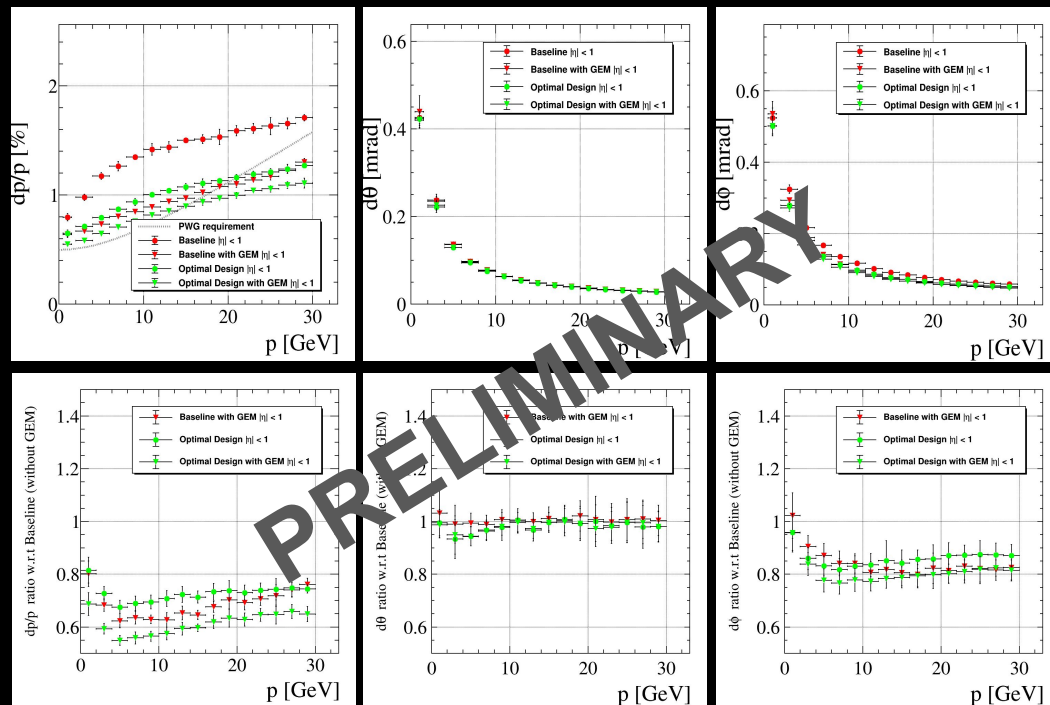 dp/p [%]
2
1
0
PWG requirement
Baseline |η| < 1
Baseline with GEM |η| < 1
Optimal Design |η| < 1
Optimal Design with GEM |η| < 1
0 10 20 30
p [GeV]
dθ [mrad]
0.6
0.4
0.2
0
Baseline |η| < 1
Baseline with GEM |η| < 1
Optimal Design |η| < 1
Optimal Design with GEM |η| < 1
0 10 20 30
p [GeV]
dϕ [mrad]
0.6
0.4
0
Baseline |η| < 1
Baseline with GEM |η| < 1
Optimal Design |η| < 1
Optimal Design with GEM |η| < 1
0 10 20 30
p [GeV]
PRELIMINARY
dp/p ratio w.r.t Baseline (without GEM)
1.4
1.2
1
0.8
0.6
Baseline with GEM |η| < 1
Optimal Design |η| < 1
Optimal Design with GEM |η| < 1
0 10 20 30
p [GeV]
dθ ratio w.r.t Baseline (without GEM)
1.4
1.2
1
0.8
0.6
Baseline with GEM |η| < 1
Optimal Design |η| < 1
Optimal Design with GEM |η| < 1
0 10 20 30
p [GeV]
dϕ ratio w.r.t Baseline (without GEM)
1.4
1.2
1
0.8
0.6
Baseline with GEM |η| < 1
Optimal Design |η| < 1
Optimal Design with GEM |η| < 1
0 10 20 30
p [GeV]